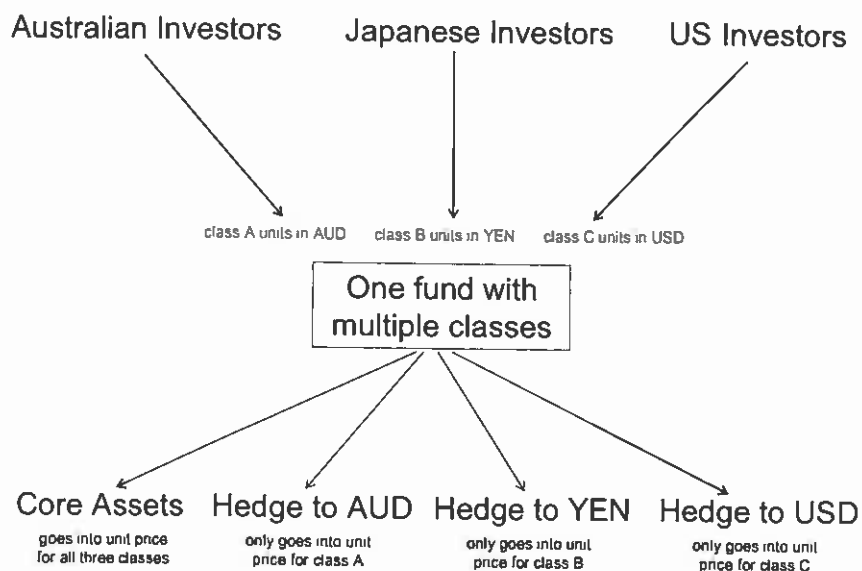 Australian Investors
Japanese Investors
US Investors
class A units in AUD
class B units in YEN
class C units in USD
One fund with
multiple classes
Core Assets
goes into unit price
for all three classes
Hedge to AUD
only goes into unit
price for class A
Hedge to YEN
only goes into unit
price for class B
Hedge to USD
only goes into unit
price for class C